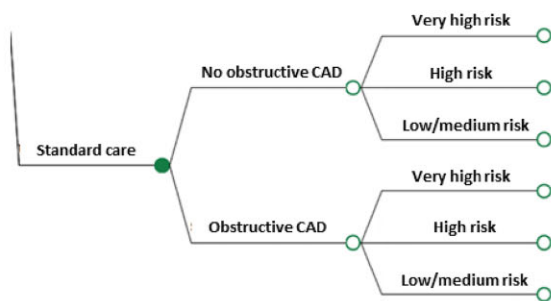 Very high risk
No obstructive CAD
High risk
Low/medium risk
Standard care
Very high risk
Obstructive CAD
High risk
Low/medium risk